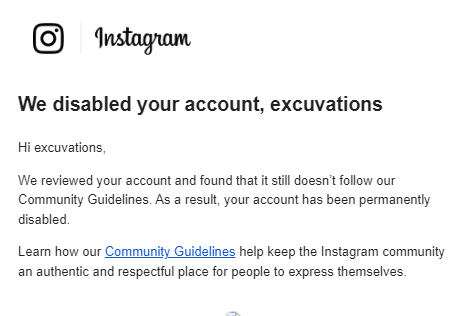 Instagram
We disabled your account, excuvations
Hi excuvations,
We reviewed your account and found that it still doesn't follow our
Community Guidelines. As a result, your account has been permanently
disabled.
Learn how our Community Guidelines help keep the Instagram community
an authentic and respectful place for people to express themselves.